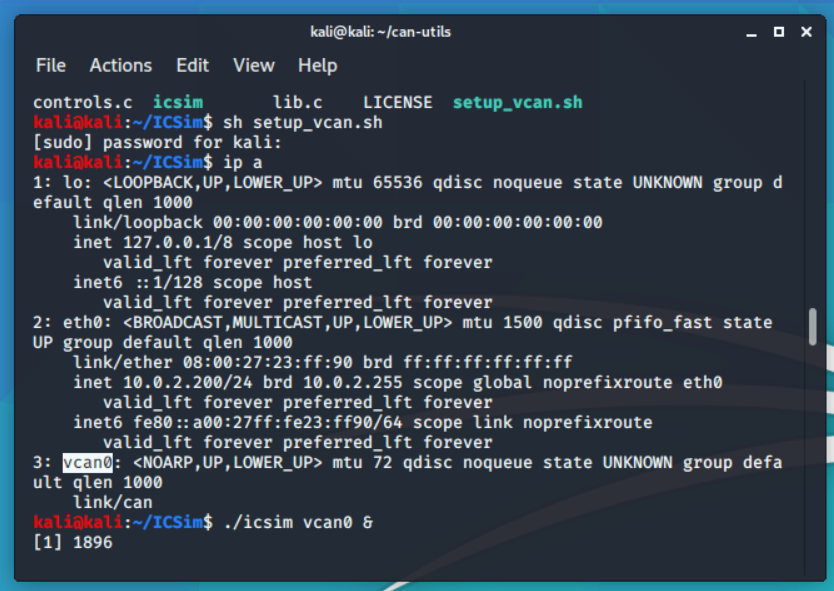 kali@kali: ~/can-utils
File Actions Edit View Help
controls.c icsim lib.c LICENSE setup_vcan.sh
kali@kali:~/ICSim$ sh setup_vcan.sh
[sudo] password for kali:
kali@kali:~/ICSim$ ip a
1: lo: <LOOPBACK,UP,LOWER_UP> mtu 65536 qdisc noqueue state UNKNOWN group d
efault qlen 1000
link/loopback 00:00:00:00:00:00 brd 00:00:00:00:00:00
inet 127.0.0.1/8 scope host lo
valid_lft forever preferred_lft forever
inet6 ::1/128 scope host
valid_lft forever preferred_lft forever
2: eth0: <BROADCAST,MULTICAST,UP,LOWER_UP> mtu 1500 qdisc pfifo_fast state
UP group default qlen 1000
link/ether 08:00:27:23:ff:90 brd ff:ff:ff:ff:ff:ff
inet 10.0.2.200/24 brd 10.0.2.255 scope global noprefixroute eth0
valid_lft forever preferred_lft forever
inet6 fe80::a00:27ff:fe23:ff90/64 scope link noprefixroute
valid_lft forever preferred_lft forever
3: vcan0: <NOARP,UP,LOWER_UP> mtu 72 qdisc noqueue state UNKNOWN group defa
ult qlen 1000
link/can
kali@kali:~/ICSim$ ./icsim vcan0 &
[1] 1896